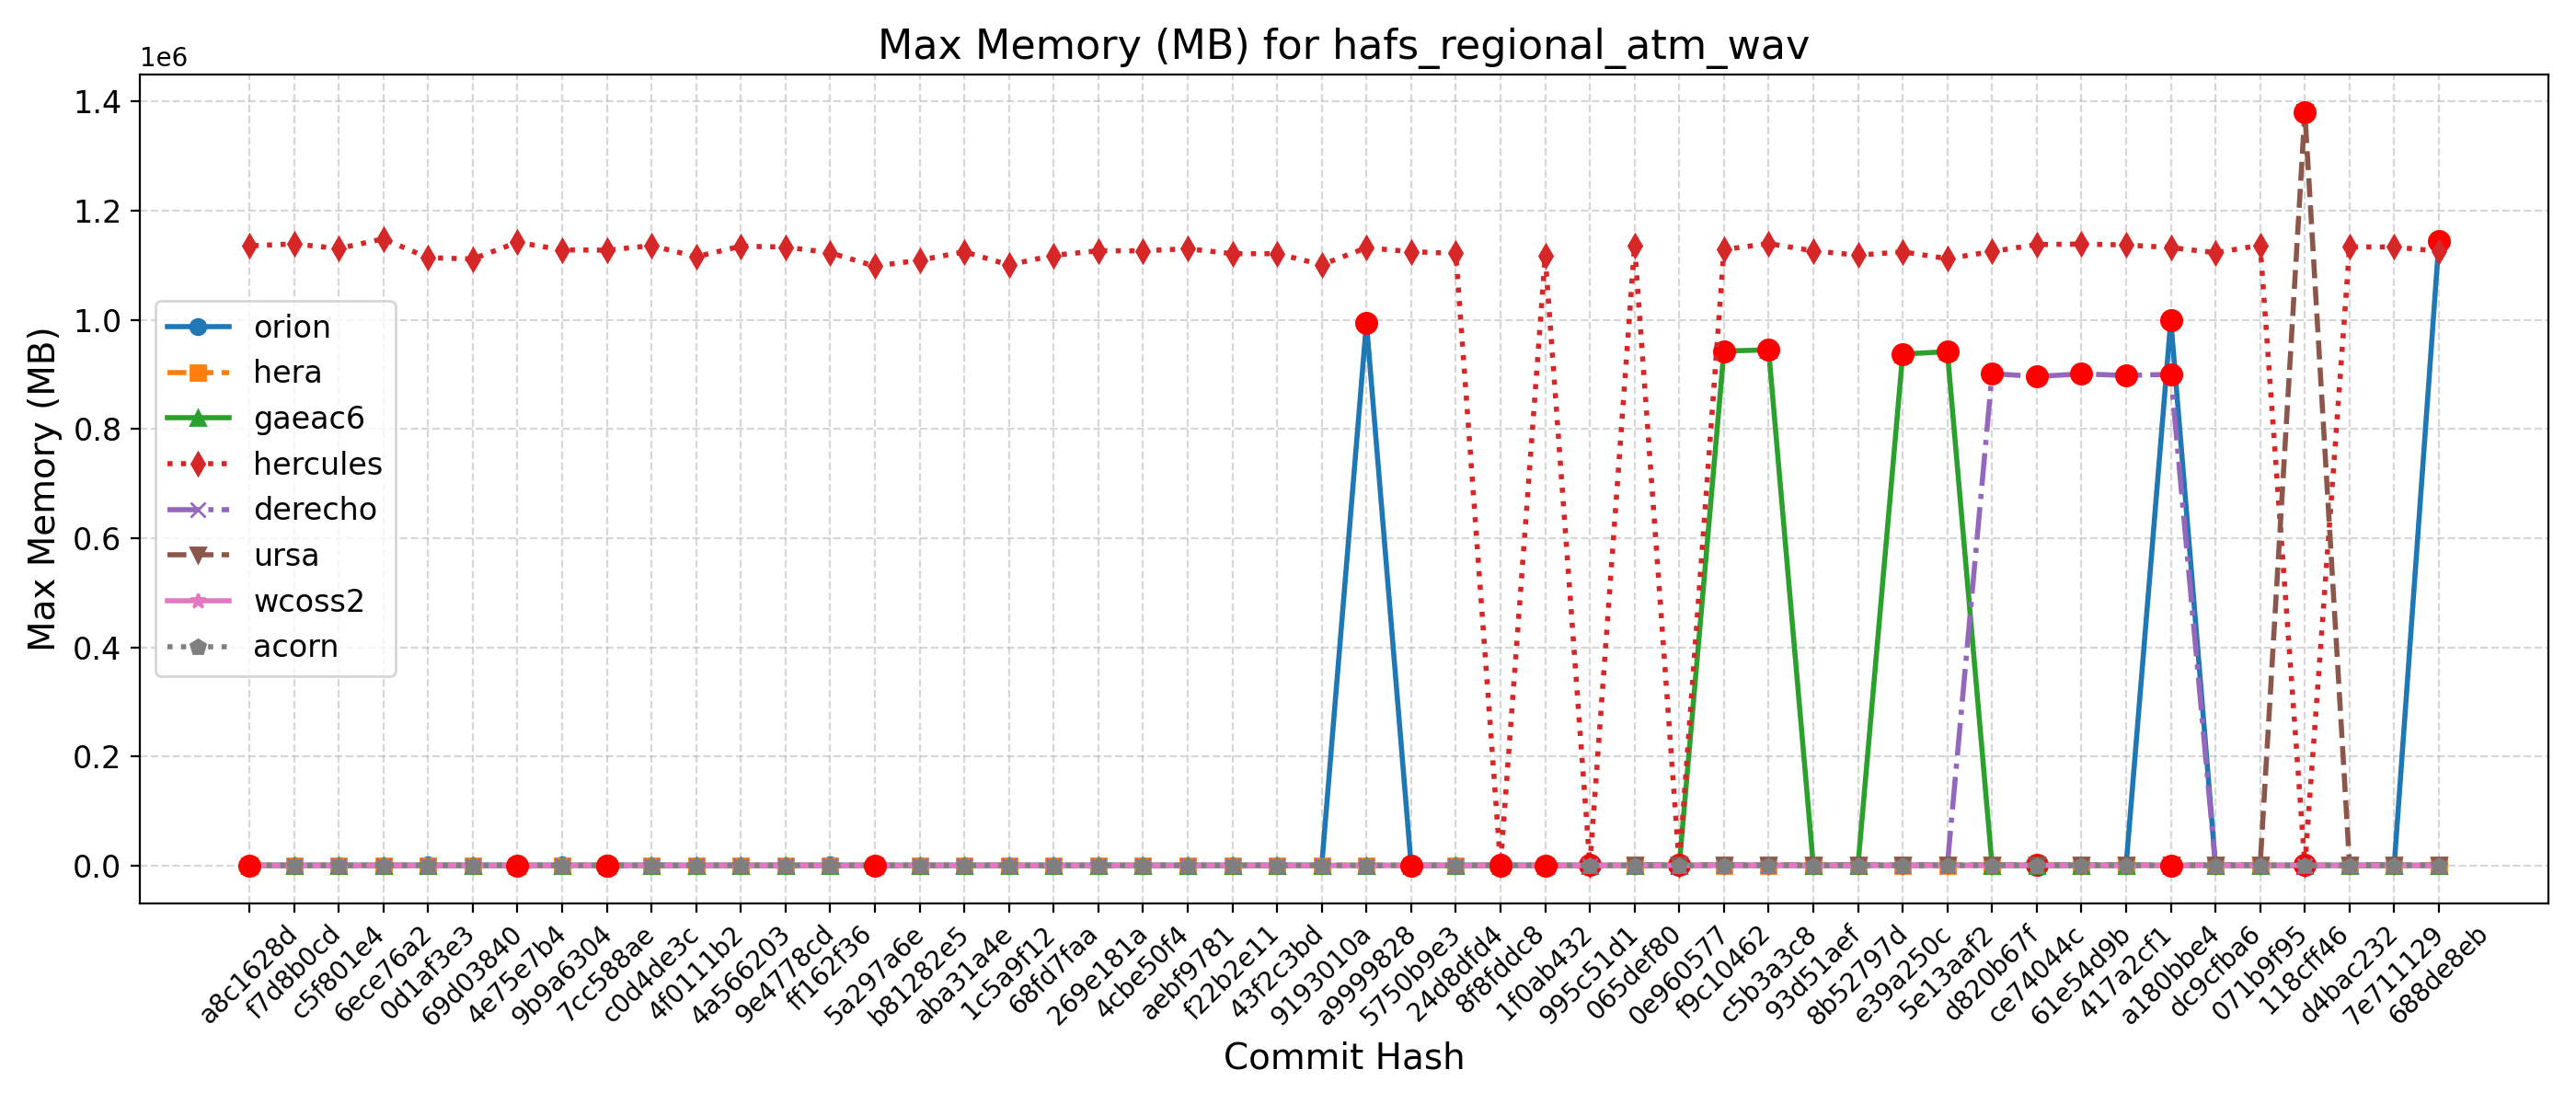 Max Memory (MB) for hafs_regional_atm_wav
1e6
1.4
1.2
1.0
0.8
0.6
0.4
0.2
0.0
Max Memory (MB)
orion
hera
gaeac6
hercules
derecho
ursa
wcoss2
acorn
a8c1628d
f7d8b0cd
c5f801e4
6ece76a2
0d1af3e3
69d03840
4e75e7b4
9b9a6304
7cc588ae
c0d4de3c
4f0111b2
4a566203
9e4778cd
ff162f36
5a297a6e
b81282e5
aba31a4e
1c5a9f12
68fd7faa
269e181a
4cbe50f4
aebf9781
f22b2e11
43f2c3bd
9193010a
a9999828
5750b9e3
24d8dfd4
8f8fddc8
1f0ab432
995c51d1
065def80
0e960577
f9c10462
c5b3a3c8
93d51aef
8b52797d
e39a250c
5e13aaf2
d820b67f
ce74044c
61e54d9b
417a2cf1
a180bbe4
dc9cfba6
071b9f95
118cff46
d4bac232
7e711129
688de8eb
Commit Hash